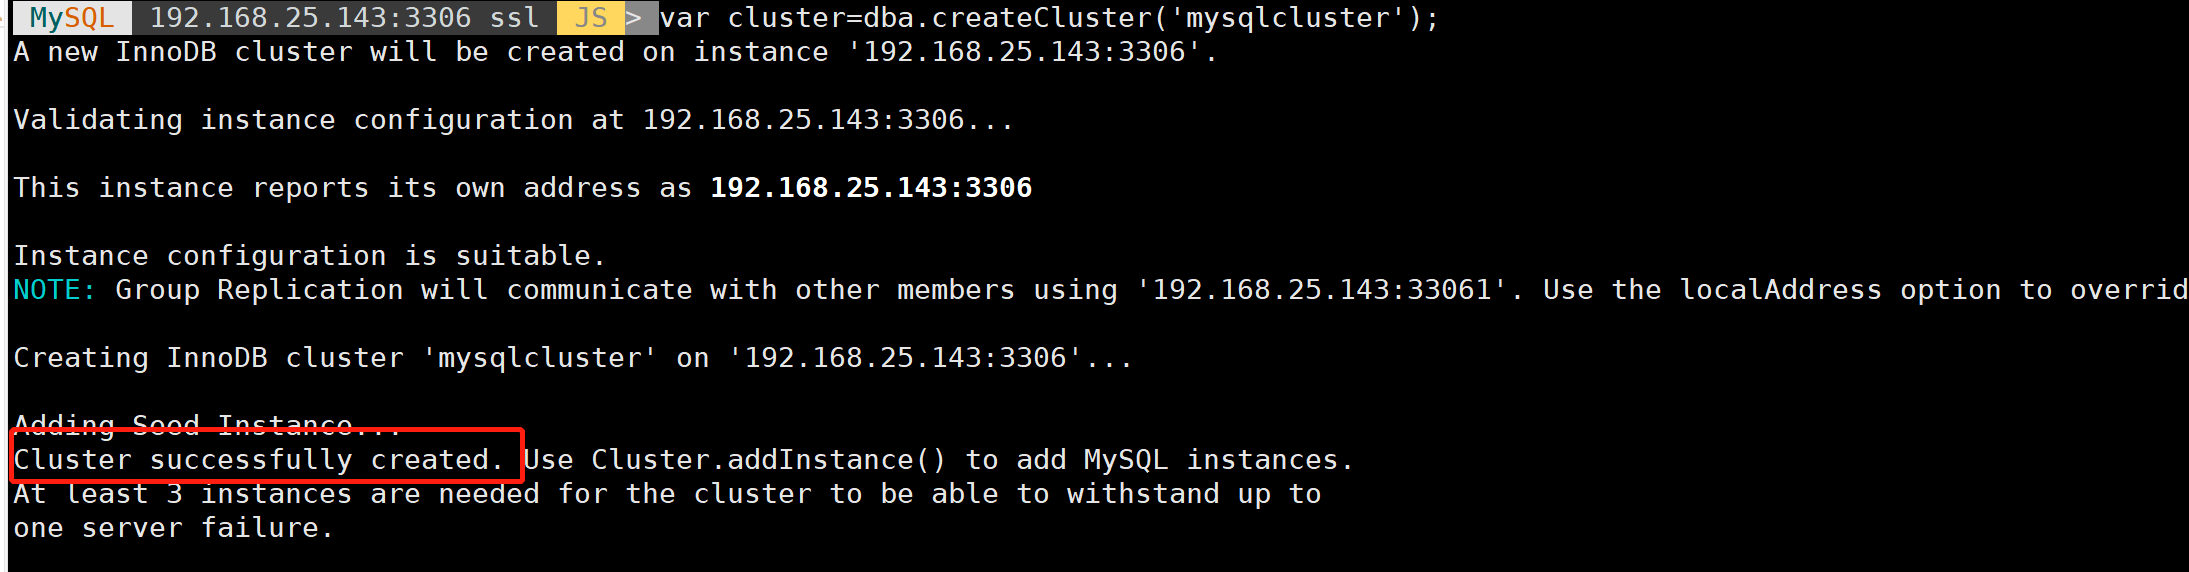 MySQL 192.168.25.143:3306 ssl JS > var cluster=dba.createCluster('mysqlcluster');
A new InnoDB cluster will be created on instance '192.168.25.143:3306'.
Validating instance configuration at 192.168.25.143:3306...
This instance reports its own address as 192.168.25.143:3306
Instance configuration is suitable.
NOTE: Group Replication will communicate with other members using '192.168.25.143:33061'. Use the localAddress option to overrid
Creating InnoDB cluster 'mysqlcluster' on '192.168.25.143:3306'...
Adding Seed Instance...
Cluster successfully created. Use Cluster.addInstance() to add MySQL instances.
At least 3 instances are needed for the cluster to be able to withstand up to
one server failure.